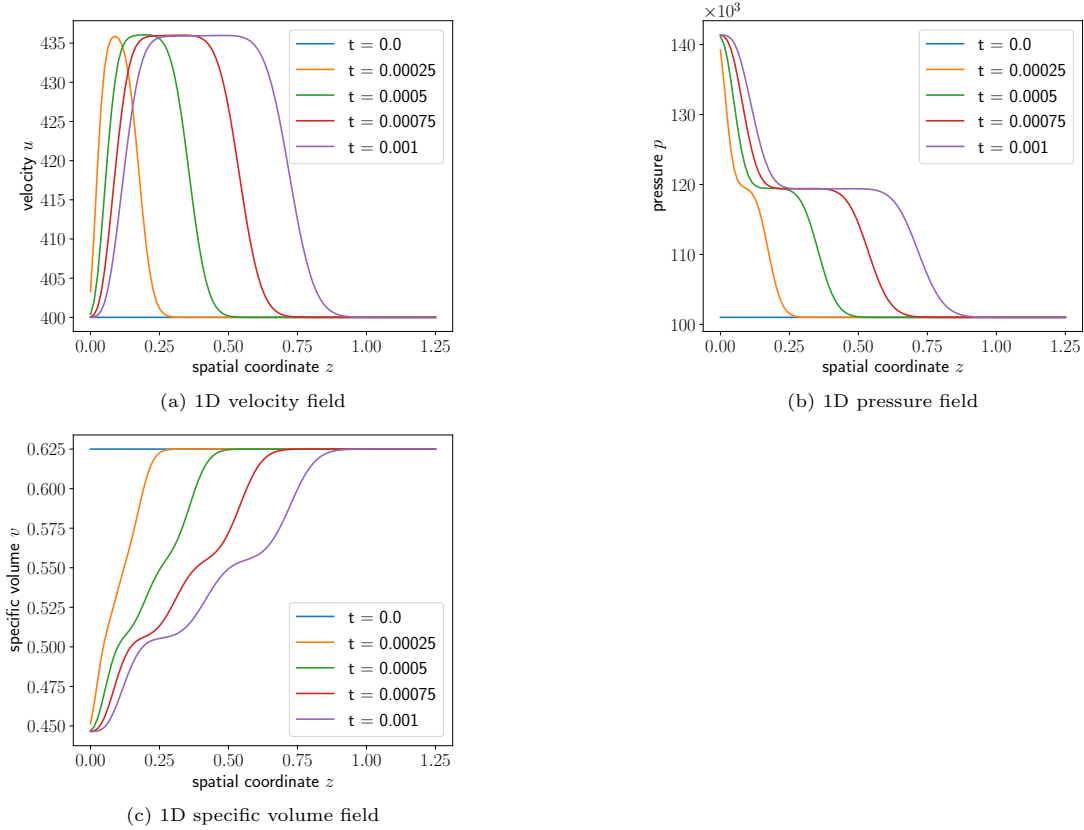 435
430
425
420
415
410
405
400
velocity u
0.00 0.25 0.50 0.75 1.00 1.25
spatial coordinate z
t = 0.0
t = 0.00025
t = 0.0005
t = 0.00075
t = 0.001
(a) 1D velocity field
×10³
140
130
120
110
100
pressure p
0.00 0.25 0.50 0.75 1.00 1.25
spatial coordinate z
t = 0.0
t = 0.00025
t = 0.0005
t = 0.00075
t = 0.001
(b) 1D pressure field
0.625
0.600
0.575
0.550
0.525
0.500
0.475
0.450
specific volume v
0.00 0.25 0.50 0.75 1.00 1.25
spatial coordinate z
t = 0.0
t = 0.00025
t = 0.0005
t = 0.00075
t = 0.001
(c) 1D specific volume field